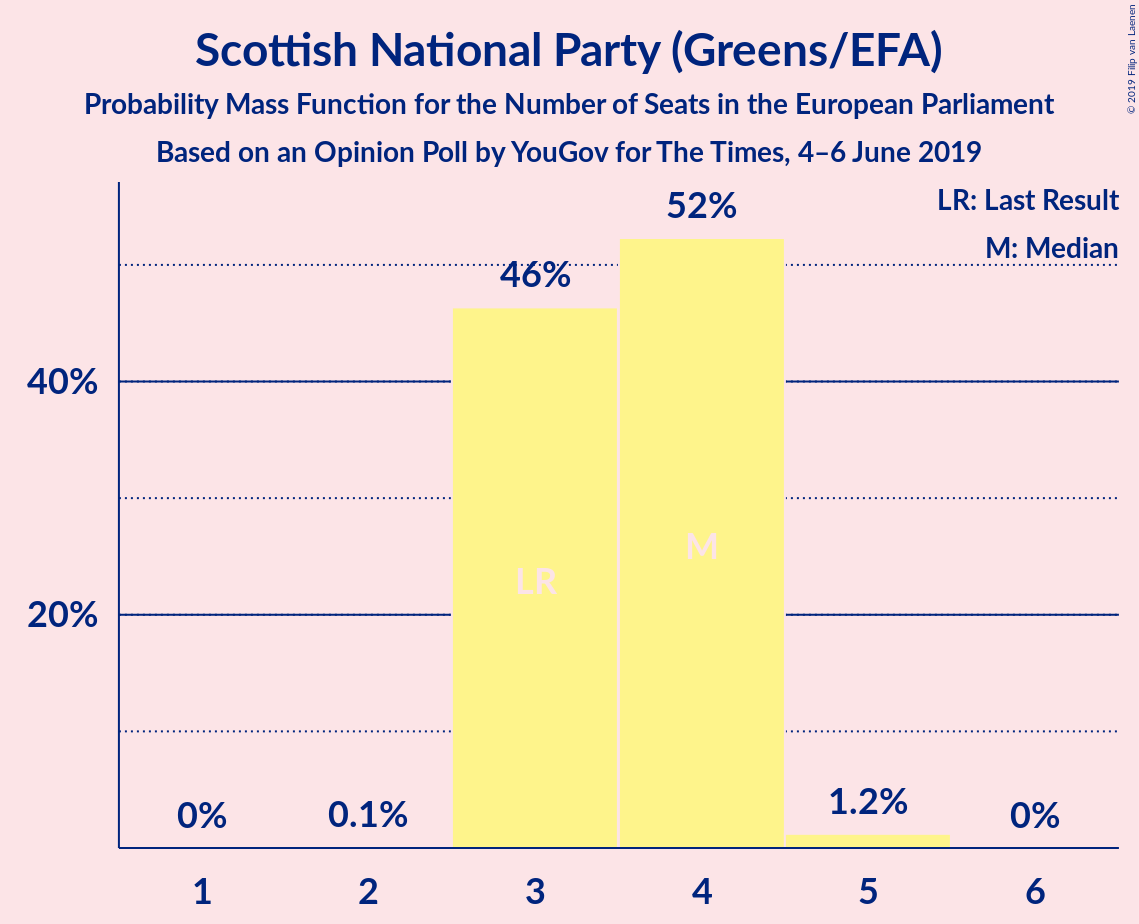 Scottish National Party (Greens/EFA)
Probability Mass Function for the Number of Seats in the European Parliament
Based on an Opinion Poll by YouGov for The Times, 4–6 June 2019
© 2019 Filip van Laenen
LR: Last Result
M: Median
52%
46%
40%
M
LR
20%
0%
0.1%
1.2%
0%
1 2 3 4 5 6